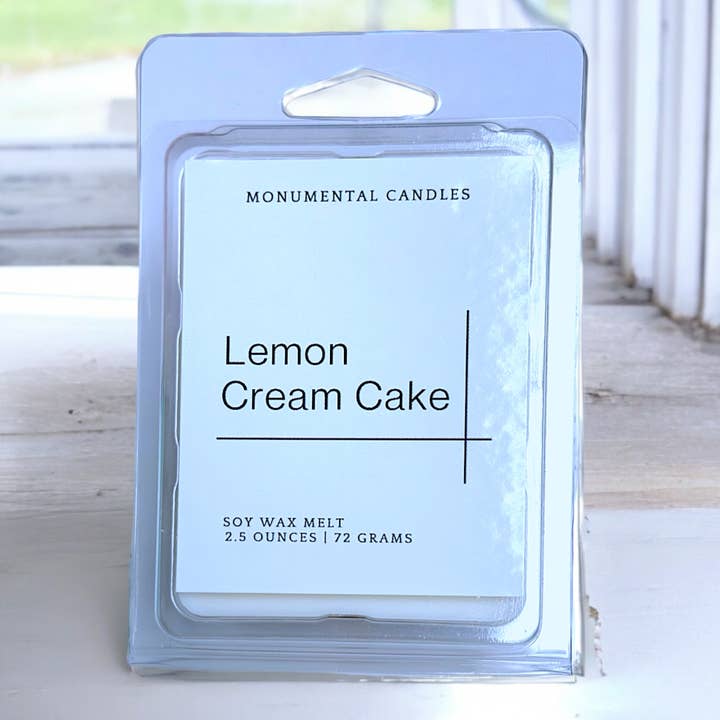 MONUMENTAL CANDLES
Lemon
Cream Cake
SOY WAX MELT
2.5 OUNCES | 72 GRAMS